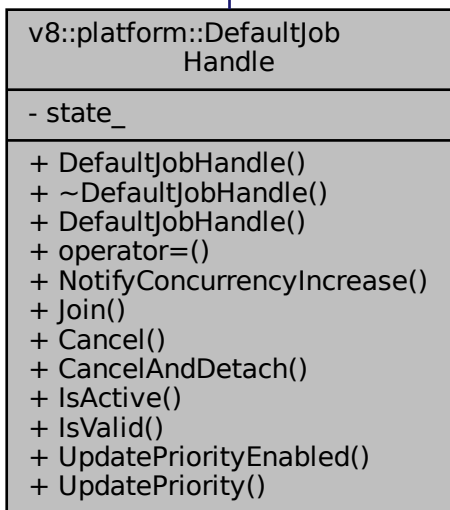 v8::platform::DefaultJob
Handle
- state_
+ DefaultJobHandle()
+ ~DefaultJobHandle()
+ DefaultJobHandle()
+ operator=()
+ NotifyConcurrencyIncrease()
+ Join()
+ Cancel()
+ CancelAndDetach()
+ IsActive()
+ IsValid()
+ UpdatePriorityEnabled()
+ UpdatePriority()